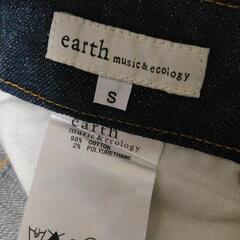 earth music&ecology
S
earth
music&ecology
98% COTTON
2% POLYURETHANE